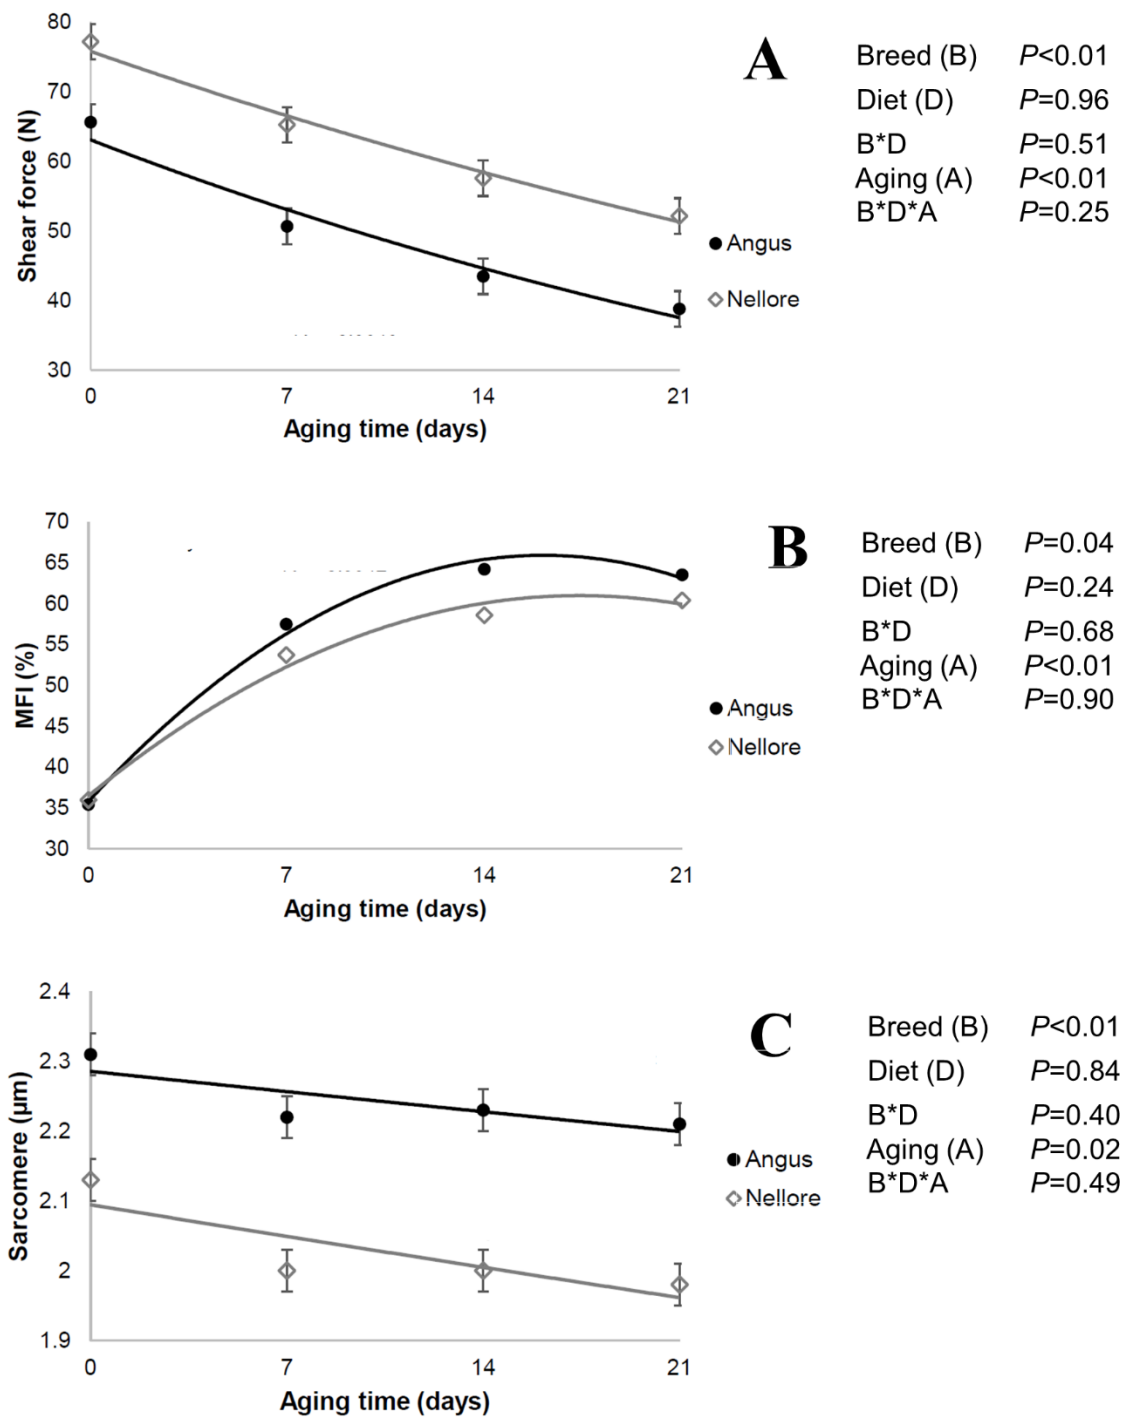 80
70
60
50
40
30
Shear force (N)
0 7 14 21
Aging time (days)
Angus
Nellore
A
Breed (B) P<0.01
Diet (D) P=0.96
B*D P=0.51
Aging (A) P<0.01
B*D*A P=0.25
70
65
60
55
50
45
40
35
30
MFI (%)
0 7 14 21
Aging time (days)
Angus
Nellore
B
Breed (B) P=0.04
Diet (D) P=0.24
B*D P=0.68
Aging (A) P<0.01
B*D*A P=0.90
2.4
2.3
2.2
2.1
2
1.9
Sarcomere (µm)
0 7 14 21
Aging time (days)
Angus
Nellore
C
Breed (B) P<0.01
Diet (D) P=0.84
B*D P=0.40
Aging (A) P=0.02
B*D*A P=0.49